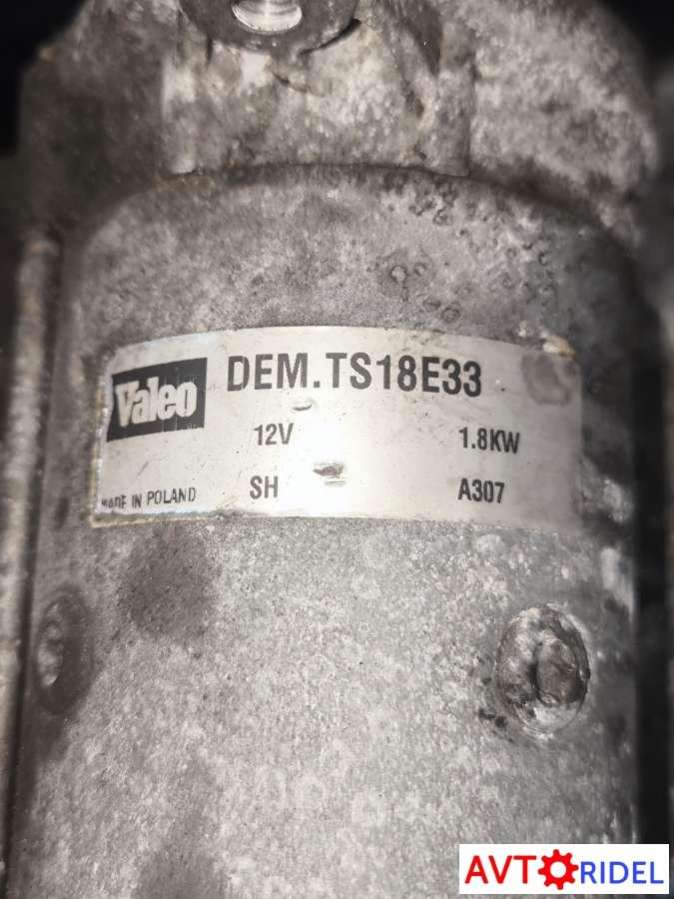 Valeo DEM.TS18E33
12V 1.8KW
MADE IN POLAND SH A307
AVTORIDEL